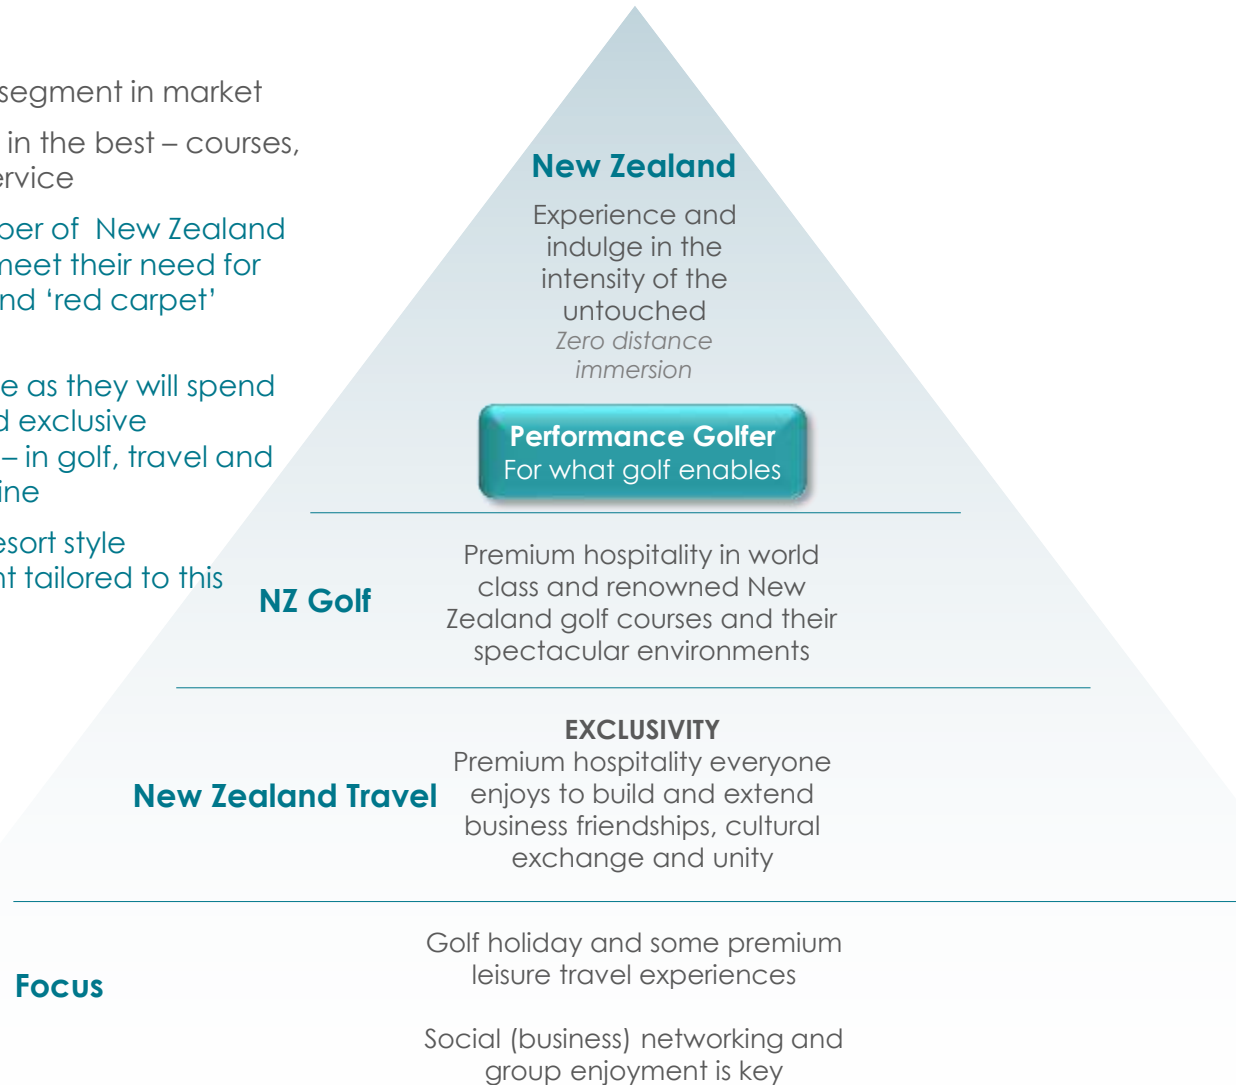 segment in market
in the best – courses,
ervice
ber of New Zealand
meet their need for
nd ‘red carpet’
e as they will spend
d exclusive
– in golf, travel and
ine
esort style
nt tailored to this
New Zealand
Experience and
indulge in the
intensity of the
untouched
Zero distance
immersion
Performance Golfer
For what golf enables
NZ Golf
Premium hospitality in world
class and renowned New
Zealand golf courses and their
spectacular environments
New Zealand Travel
EXCLUSIVITY
Premium hospitality everyone
enjoys to build and extend
business friendships, cultural
exchange and unity
Focus
Golf holiday and some premium
leisure travel experiences
Social (business) networking and
group enjoyment is key